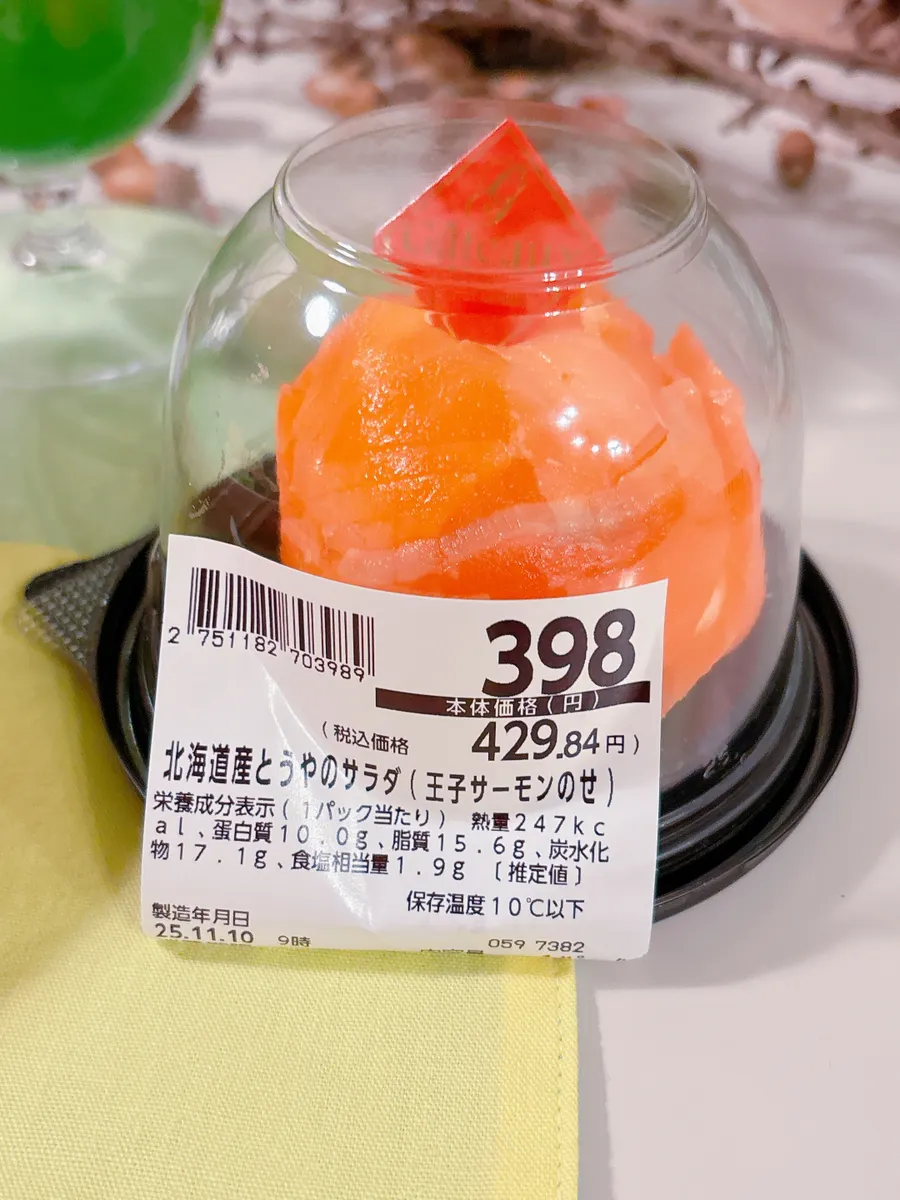 2 751182 703989
398
本体価格(円)
(税込価格 429.84円)
北海道産とうやのサラダ(王子サーモンのせ)
栄養成分表示(1パック当たり) 熱量247kc
al、蛋白質10.0g、脂質15.6g、炭水化
物17.1g、食塩相当量1.9g 〔推定値〕
保存温度10℃以下
製造年月日
25.11.10 9時
059 7382